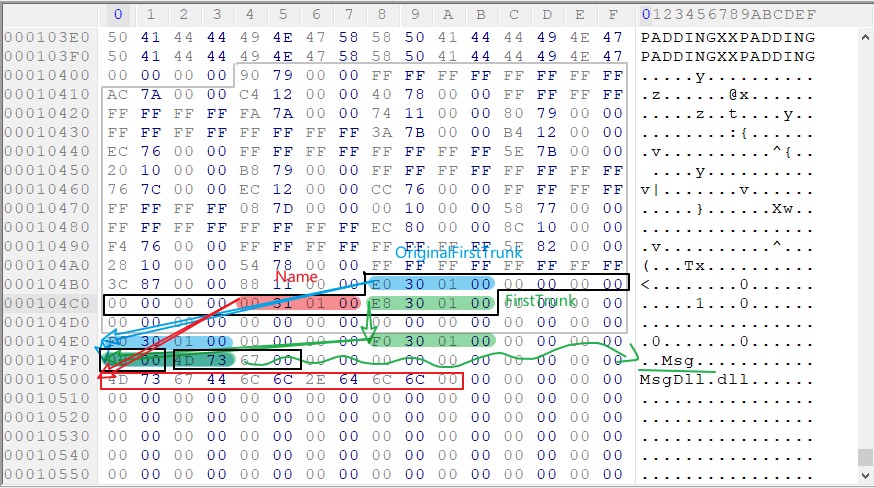 0 1 2 3 4 5 6 7 8 9 A B C D E F 0123456789ABCDEF
000103E0 50 41 44 44 49 4E 47 58 58 50 41 44 44 49 4E 47 PADDINGXXPADDING
000103F0 50 41 44 44 49 4E 47 58 58 50 41 44 44 49 4E 47 PADDINGXXPADDING
00010400 00 00 00 00 90 79 00 00 FF FF FF FF FF FF FF FF .....y..........
00010410 AC 7A 00 00 C4 12 00 00 40 78 00 00 FF FF FF FF .z......@x......
00010420 FF FF FF FF FA 7A 00 00 74 11 00 00 80 79 00 00 .....z..t....y..
00010430 FF FF FF FF FF FF FF FF 3A 7B 00 00 B4 12 00 00 ........:{......
00010440 EC 76 00 00 FF FF FF FF FF FF FF FF 5E 7B 00 00 .v..........^{..
00010450 20 10 00 00 B8 79 00 00 FF FF FF FF FF FF FF FF .....y..........
00010460 76 7C 00 00 EC 12 00 00 CC 76 00 00 FF FF FF FF v|.......v......
00010470 FF FF FF FF 08 7D 00 00 00 10 00 00 58 77 00 00 .....}......Xw..
00010480 FF FF FF FF FF FF FF FF EC 80 00 00 8C 10 00 00 ................
OriginalFirstTrunk
00010490 F4 76 00 00 FF FF FF FF FF FF FF FF 5E 82 00 00 .v..........^...
000104A0 28 10 00 00 54 78 00 00 FF FF FF FF FF FF FF FF (...Tx..........
Name
000104B0 3C 87 00 00 88 11 00 00 E0 30 01 00 00 00 00 00 <........0......
000104C0 00 00 00 00 00 31 01 00 E8 30 01 00 00 00 00 00 .....1...0......
FirstTrunk
000104D0 00 00 00 00 00 00 00 00 00 00 00 00 00 00 00 00 ................
000104E0 30 01 00 00 00 00 00 F0 30 01 00 00 00 00 00 .0.......0......
000104F0 00 4D 73 67 00 00 00 00 00 00 00 00 00 00 00 ..Msg...........
00010500 4D 73 67 44 6C 6C 2E 64 6C 6C 00 00 00 00 00 00 MsgDll.dll......
00010510 00 00 00 00 00 00 00 00 00 00 00 00 00 00 00 00 ................
00010520 00 00 00 00 00 00 00 00 00 00 00 00 00 00 00 00 ................
00010530 00 00 00 00 00 00 00 00 00 00 00 00 00 00 00 00 ................
00010540 00 00 00 00 00 00 00 00 00 00 00 00 00 00 00 00 ................
00010550 00 00 00 00 00 00 00 00 00 00 00 00 00 00 00 00 ................